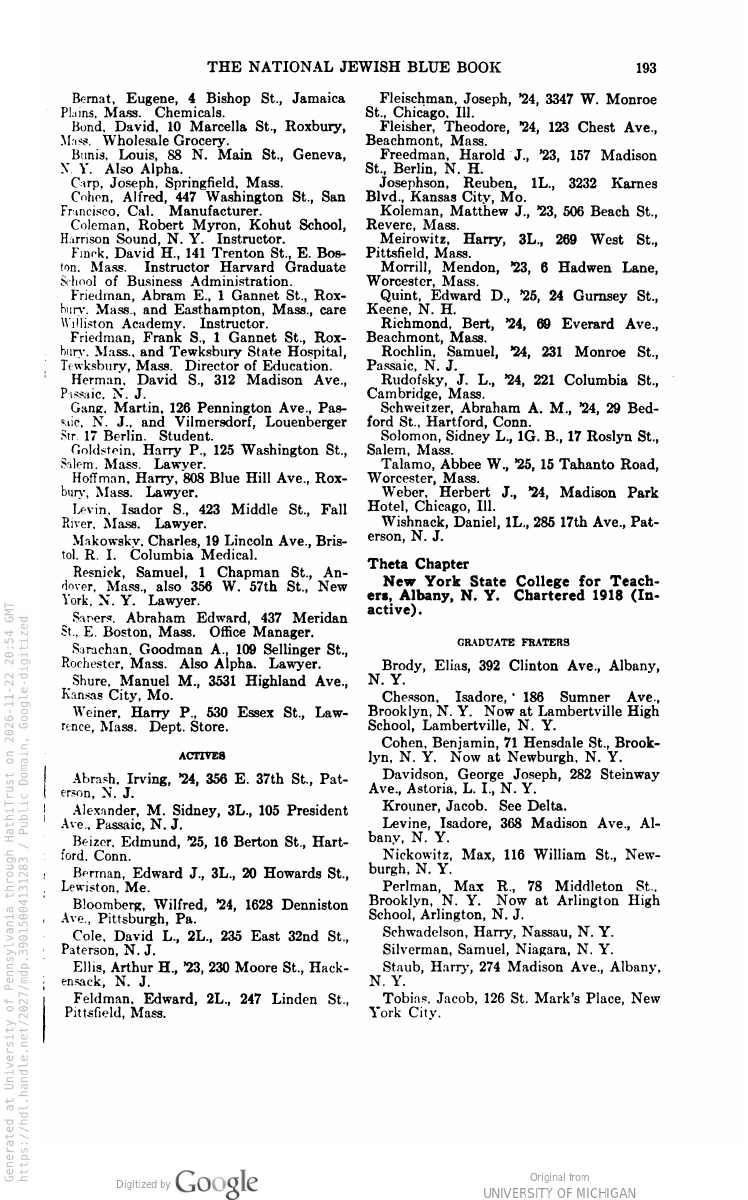 THE NATIONAL JEWISH BLUE BOOK 193
Bernat, Eugene, 4 Bishop St., Jamaica
Plains, Mass. Chemicals.
Bond, David, 10 Marcella St., Roxbury,
Mass. Wholesale Grocery.
Bunis, Louis, 88 N. Main St., Geneva,
N. Y. Also Alpha.
Carp, Joseph, Springfield, Mass.
Cohen, Alfred, 447 Washington St., San
Francisco, Cal. Manufacturer.
Coleman, Robert Myron, Kohut School,
Harrison Sound, N. Y. Instructor.
Finck, David H., 141 Trenton St., E. Bos-
ton, Mass. Instructor Harvard Graduate
School of Business Administration.
Friedman, Abram E., 1 Gannet St., Rox-
bury, Mass., and Easthampton, Mass., care
Williston Academy. Instructor.
Friedman, Frank S., 1 Gannet St., Rox-
bury, Mass., and Tewksbury State Hospital,
Tewksbury, Mass. Director of Education.
Herman, David S., 312 Madison Ave.,
Passaic, N. J.
Gang, Martin, 126 Pennington Ave., Pas-
saic, N. J., and Vilmersdorf, Louenberger
Str. 17 Berlin. Student.
Goldstein, Harry P., 125 Washington St.,
Salem, Mass. Lawyer.
Hoffman, Harry, 808 Blue Hill Ave., Rox-
bury, Mass. Lawyer.
Levin, Isador S., 423 Middle St., Fall
River, Mass. Lawyer.
Makowsky, Charles, 19 Lincoln Ave., Bris-
tol, R. I. Columbia Medical.
Resnick, Samuel, 1 Chapman St., An-
dover, Mass., also 356 W. 57th St., New
York, N. Y. Lawyer.
Sapers, Abraham Edward, 437 Meridan
St., E. Boston, Mass. Office Manager.
Sarachan, Goodman A., 109 Sellinger St.,
Rochester, Mass. Also Alpha. Lawyer.
Shure, Manuel M., 3531 Highland Ave.,
Kansas City, Mo.
Weiner, Harry P., 530 Essex St., Law-
rence, Mass. Dept. Store.
ACTIVES
Abrash, Irving, '24, 356 E. 37th St., Pat-
erson, N. J.
Alexander, M. Sidney, 3L., 105 President
Ave., Passaic, N. J.
Beizer, Edmund, '25, 16 Berton St., Hart-
ford, Conn.
Berman, Edward J., 3L., 20 Howards St.,
Lewiston, Me.
Bloomberg, Wilfred, '24, 1628 Denniston
Ave., Pittsburgh, Pa.
Cole, David L., 2L., 235 East 32nd St.,
Paterson, N. J.
Ellis, Arthur H., '23, 230 Moore St., Hack-
ensack, N. J.
Feldman, Edward, 2L., 247 Linden St.,
Pittsfield, Mass.
Fleischman, Joseph, '24, 3347 W. Monroe
St., Chicago, Ill.
Fleisher, Theodore, '24, 123 Chest Ave.,
Beachmont, Mass.
Freedman, Harold J., '23, 157 Madison
St., Berlin, N. H.
Josephson, Reuben, 1L., 3232 Karnes
Blvd., Kansas City, Mo.
Koleman, Matthew J., '23, 506 Beach St.,
Revere, Mass.
Meirowitz, Harry, 3L., 269 West St.,
Pittsfield, Mass.
Morrill, Mendon, '23, 6 Hadwen Lane,
Worcester, Mass.
Quint, Edward D., '25, 24 Gurnsey St.,
Keene, N. H.
Richmond, Bert, '24, 69 Everard Ave.,
Beachmont, Mass.
Rochlin, Samuel, '24, 231 Monroe St.,
Passaic, N. J.
Rudofsky, J. L., '24, 221 Columbia St.,
Cambridge, Mass.
Schweitzer, Abraham A. M., '24, 29 Bed-
ford St., Hartford, Conn.
Solomon, Sidney L., 1G. B., 17 Roslyn St.,
Salem, Mass.
Talamo, Abbee W., '25, 15 Tahanto Road,
Worcester, Mass.
Weber, Herbert J., '24, Madison Park
Hotel, Chicago, Ill.
Wishnack, Daniel, 1L., 285 17th Ave., Pat-
erson, N. J.
Theta Chapter
New York State College for Teach-
ers, Albany, N. Y. Chartered 1918 (In-
active).
GRADUATE FRATERS
Brody, Elias, 392 Clinton Ave., Albany,
N. Y.
Chesson, Isadore, 186 Sumner Ave.,
Brooklyn, N. Y. Now at Lambertville High
School, Lambertville, N. Y.
Cohen, Benjamin, 71 Hensdale St., Brook-
lyn, N. Y. Now at Newburgh, N. Y.
Davidson, George Joseph, 282 Steinway
Ave., Astoria, L. I., N. Y.
Krouner, Jacob. See Delta.
Levine, Isadore, 368 Madison Ave., Al-
bany, N. Y.
Nickowitz, Max, 116 William St., New-
burgh, N. Y.
Perlman, Max R., 78 Middleton St.,
Brooklyn, N. Y. Now at Arlington High
School, Arlington, N. J.
Schwadelson, Harry, Nassau, N. Y.
Silverman, Samuel, Niagara, N. Y.
Staub, Harry, 274 Madison Ave., Albany,
N. Y.
Tobias, Jacob, 126 St. Mark's Place, New
York City.
Generated at University of Pennsylvania through HathiTrust on 2026-11-22 20:54 GMT
https://hdl.handle.net/2027/mdp.39015004131283 / Public Domain, Google-digitized
Digitized by Google
Original from
UNIVERSITY OF MICHIGAN